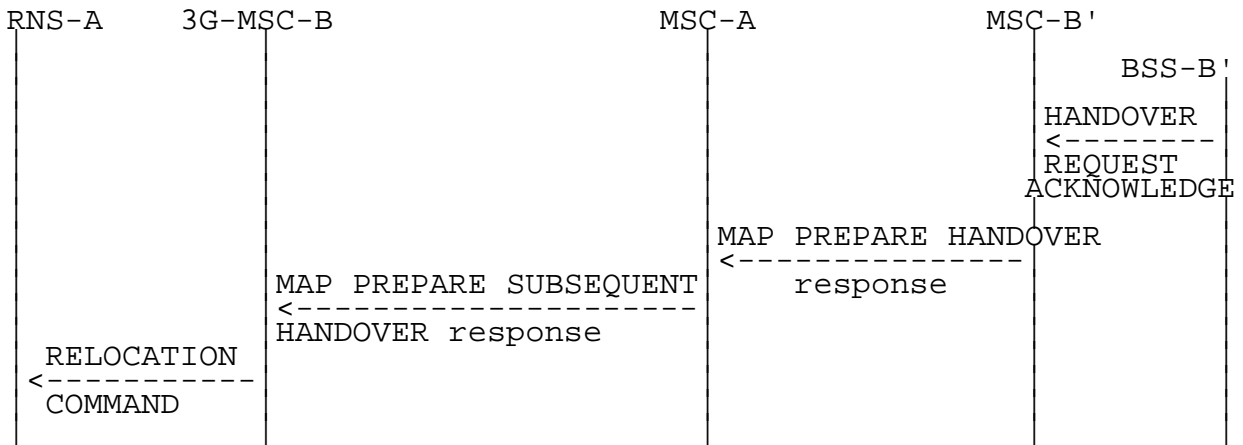 RNS-A 3G-MSC-B MSC-A MSC-B'
BSS-B'
HANDOVER
REQUEST
ACKNOWLEDGE
MAP PREPARE HANDOVER
response
MAP PREPARE SUBSEQUENT
HANDOVER response
RELOCATION
COMMAND